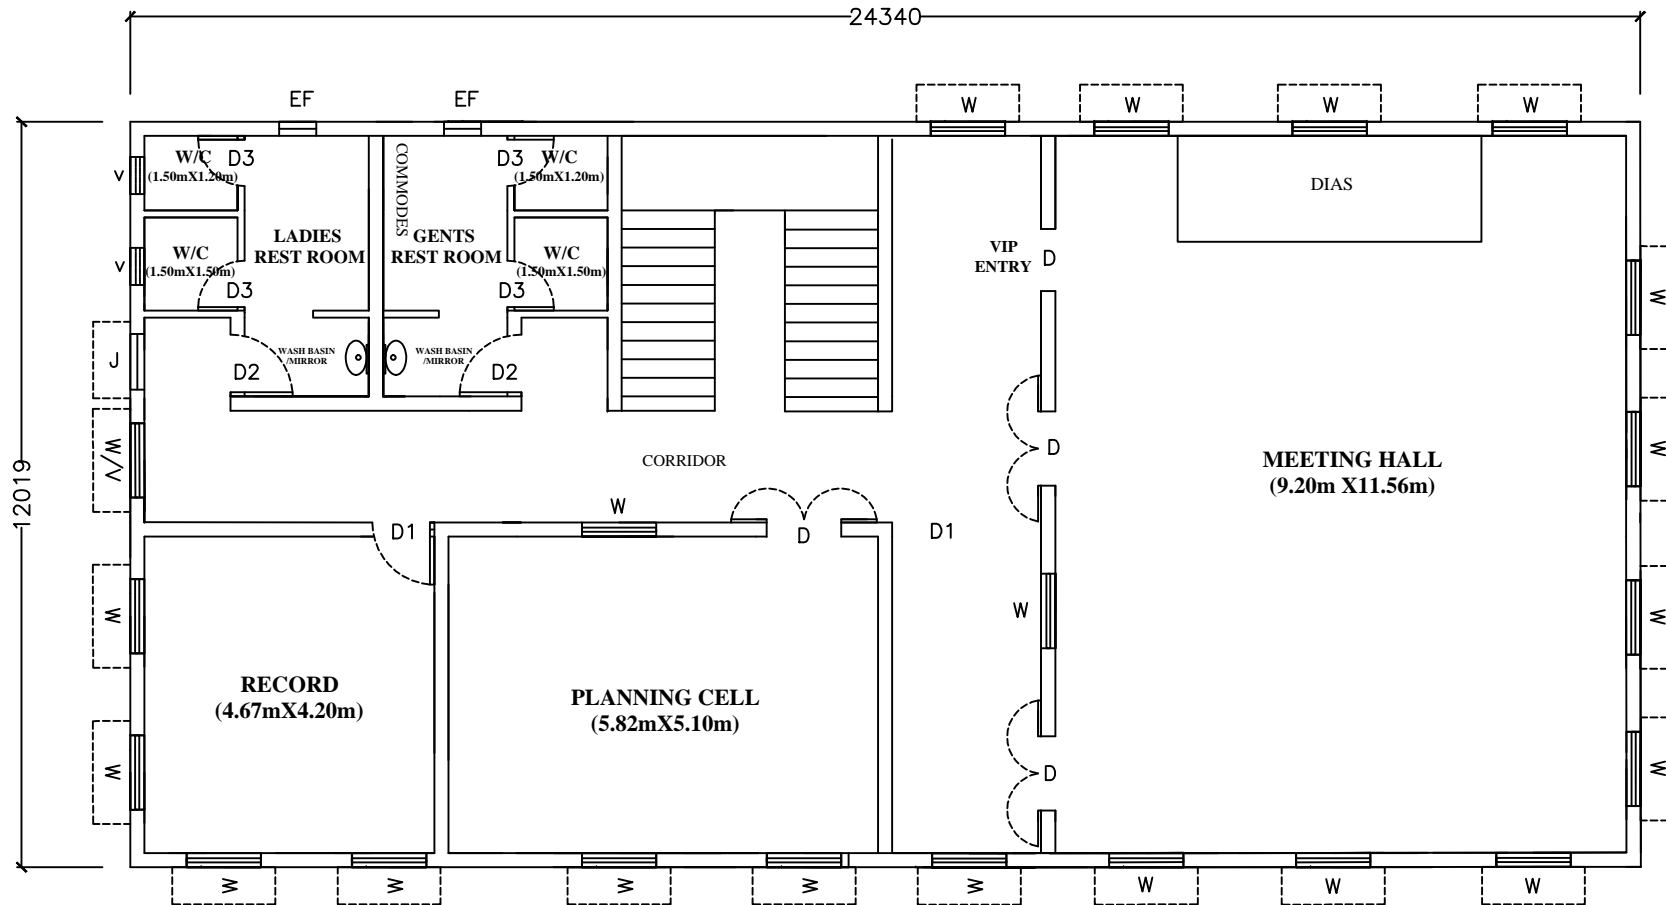 24340
EF
EF
W
W
W
W
W/C
(1.50mX1.20m)
D3
COMMODES
D3
W/C
(1.50mX1.20m)
V
DIAS
LADIES
REST ROOM
GENTS
REST ROOM
W/C
(1.50mX1.50m)
D3
D3
W/C
(1.50mX1.50m)
V
VIP
ENTRY
D
W
J
WASH BASIN
/MIRROR
WASH BASIN
/MIRROR
D2
D2
12019
W/V
CORRIDOR
D
MEETING HALL
(9.20m X11.56m)
W
W
D1
D
D1
W
W
W
RECORD
(4.67mX4.20m)
PLANNING CELL
(5.82mX5.10m)
W
D
W
W
W
W
W
W
W
W
W